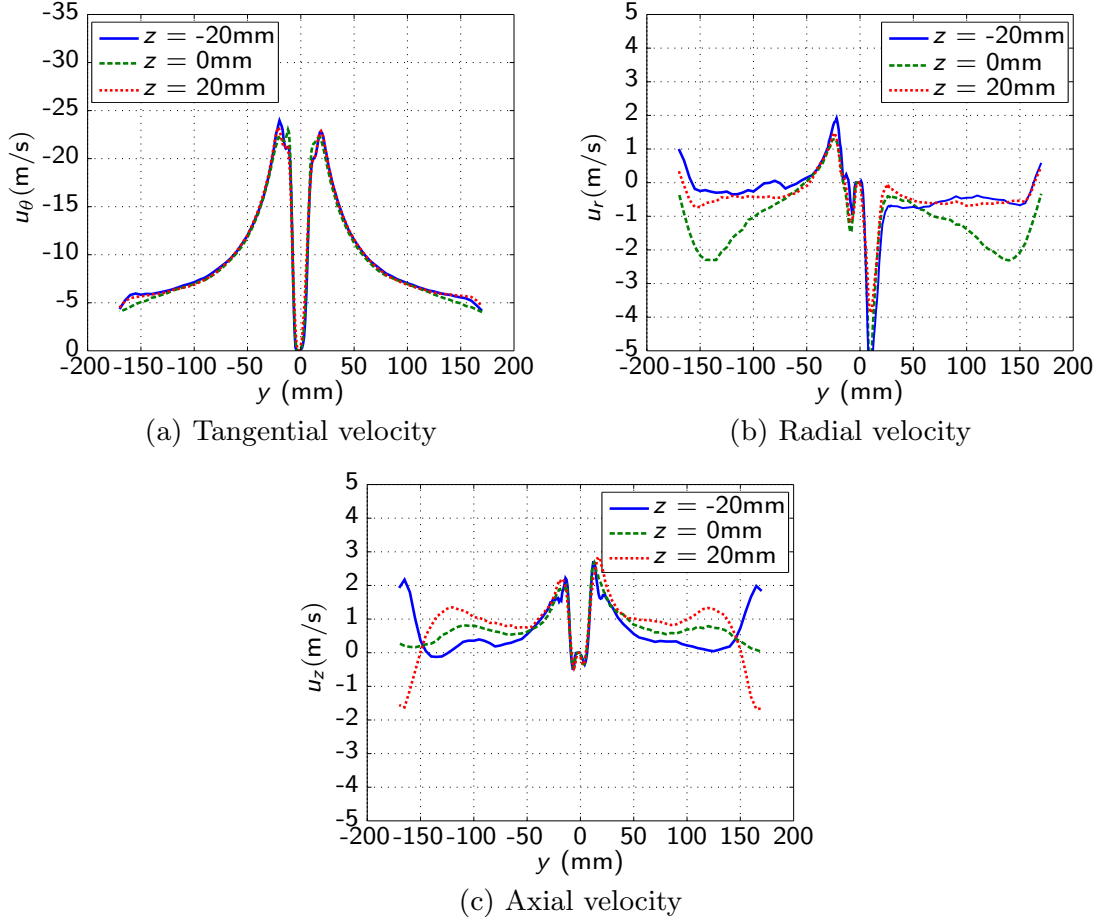 -35
-30
-25
-20
-15
-10
-5
0
u_θ(m/s)
z = -20mm
z = 0mm
z = 20mm
-200 -150 -100 -50 0 50 100 150 200
y (mm)
(a) Tangential velocity
5
4
3
2
1
0
-1
-2
-3
-4
5
u_r(m/s)
z = -20mm
z = 0mm
z = 20mm
-200 -150 -100 -50 0 50 100 150 200
y (mm)
(b) Radial velocity
5
4
3
2
1
0
-1
-2
-3
-4
-5
u_z(m/s)
z = -20mm
z = 0mm
z = 20mm
-200 -150 -100 -50 0 50 100 150 200
y (mm)
(c) Axial velocity